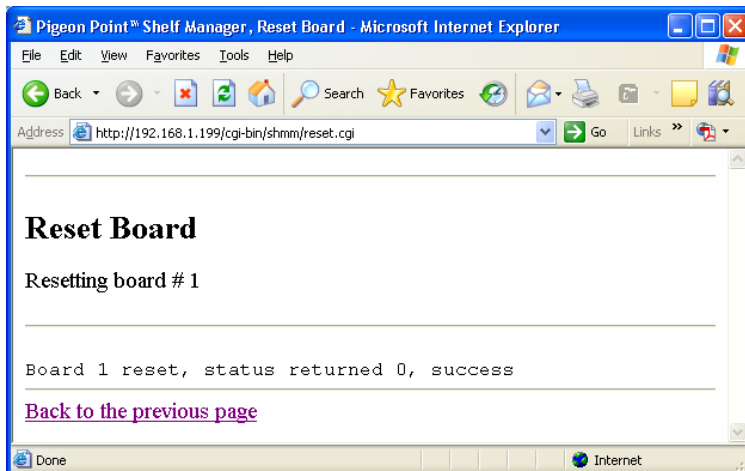 Pigeon Point™ Shelf Manager, Reset Board - Microsoft Internet Explorer
File Edit View Favorites Tools Help
Back Search Favorites
Address http://192.168.1.199/cgi-bin/shmm/reset.cgi Go Links »
Reset Board
Resetting board # 1
Board 1 reset, status returned 0, success
Back to the previous page
Done Internet